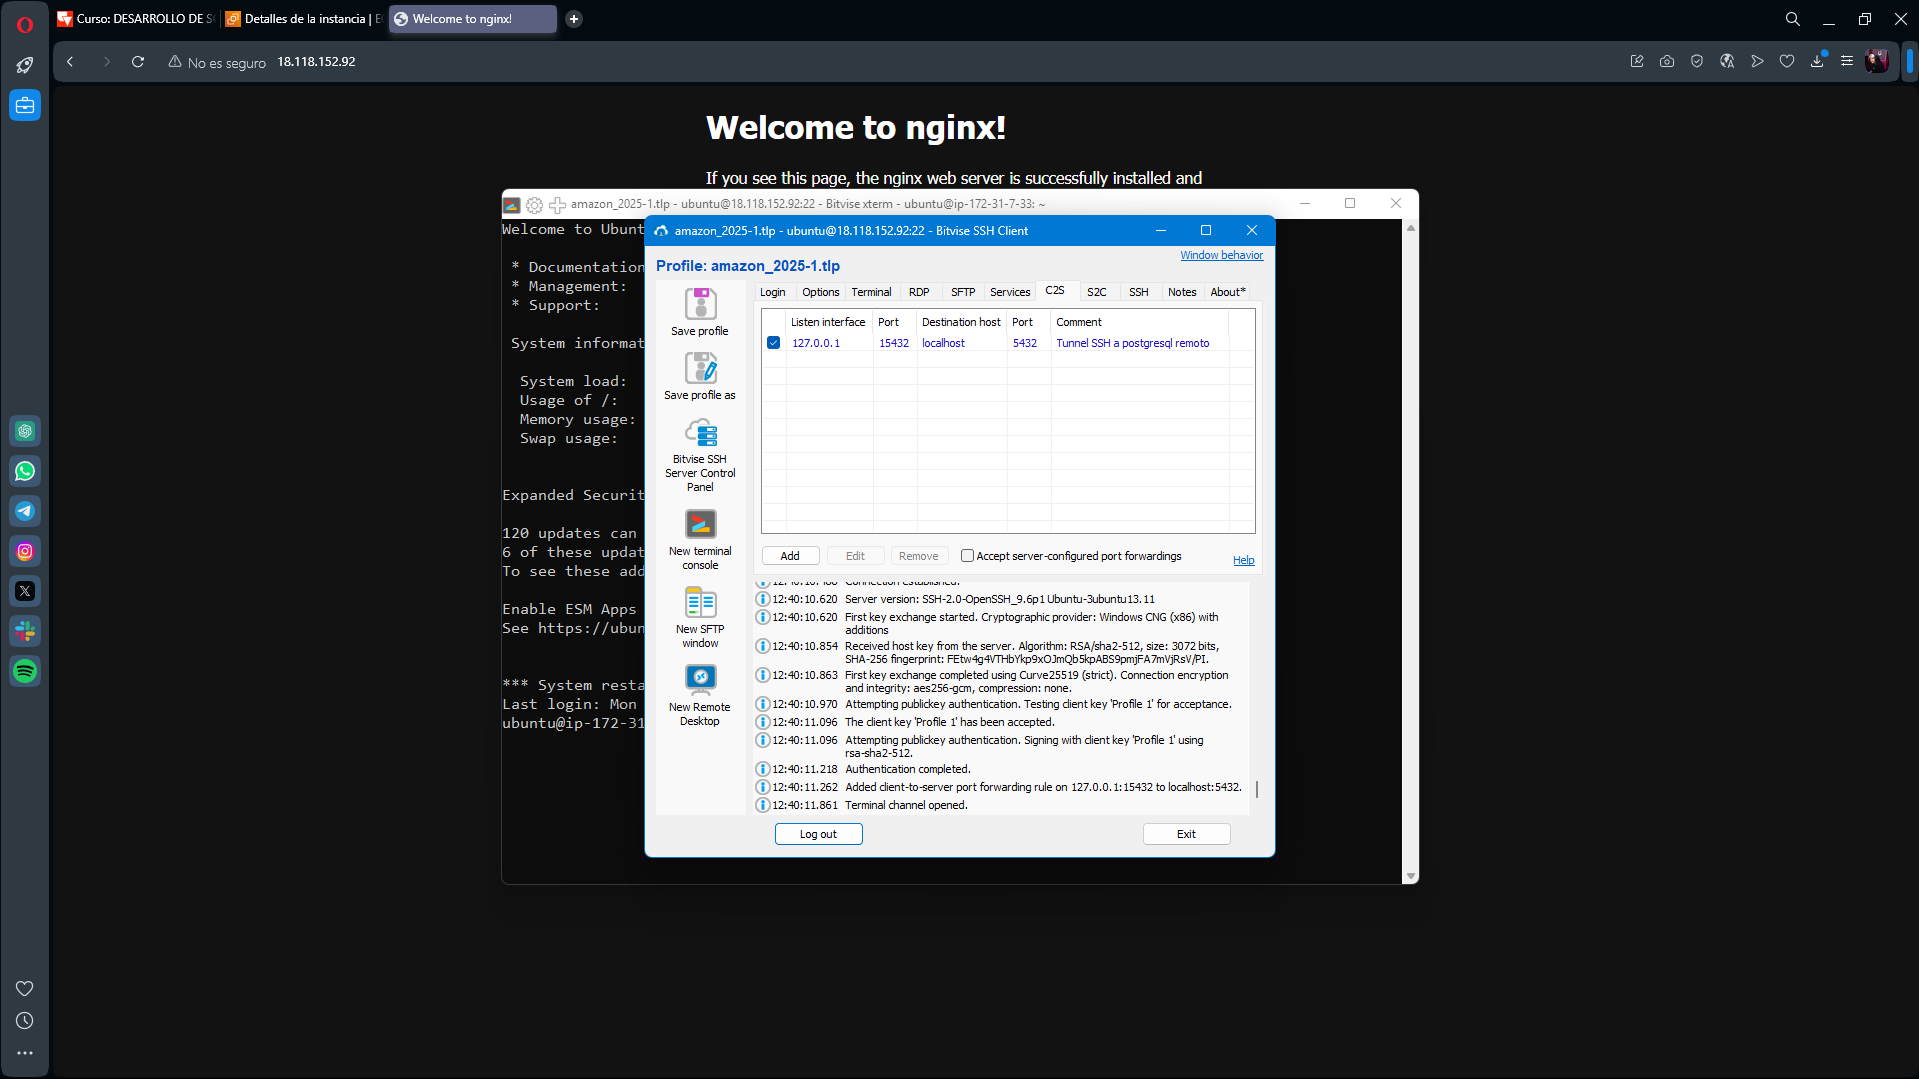 Curso: DESARROLLO DE SO
Detalles de la instancia | EC
Welcome to nginx!
No es seguro 18.118.152.92
Welcome to nginx!
If you see this page, the nginx web server is successfully installed and
amazon_2025-1.tlp - ubuntu@18.118.152.92:22 - Bitvise xterm - ubuntu@ip-172-31-7-33: ~
Welcome to Ubunt
* Documentation
* Management:
* Support:
System informat
System load:
Usage of /:
Memory usage:
Swap usage:
Expanded Securit
120 updates can
6 of these updat
To see these add
Enable ESM Apps
See https://ubun
*** System resta
Last login: Mon
ubuntu@ip-172-31
amazon_2025-1.tlp - ubuntu@18.118.152.92:22 - Bitvise SSH Client
Window behavior
Profile: amazon_2025-1.tlp
Save profile
Save profile as
Bitvise SSH
Server Control
Panel
New terminal
console
New SFTP
window
New Remote
Desktop
Login Options Terminal RDP SFTP Services C2S S2C SSH Notes About*
Listen interface Port Destination host Port Comment
127.0.0.1 15432 localhost 5432 Tunnel SSH a postgresql remoto
Add Edit Remove Accept server-configured port forwardings Help
12:40:10.620 Server version: SSH-2.0-OpenSSH_9.6p1 Ubuntu-3ubuntu13.11
12:40:10.620 First key exchange started. Cryptographic provider: Windows CNG (x86) with
additions
12:40:10.854 Received host key from the server. Algorithm: RSA/sha2-512, size: 3072 bits,
SHA-256 fingerprint: FEtw4g4VTHbYkp9xOJmQb5kpABS9pmjFA7mVjRsV/PI.
12:40:10.863 First key exchange completed using Curve25519 (strict). Connection encryption
and integrity: aes256-gcm, compression: none.
12:40:10.970 Attempting publickey authentication. Testing client key 'Profile 1' for acceptance.
12:40:11.096 The client key 'Profile 1' has been accepted.
12:40:11.096 Attempting publickey authentication. Signing with client key 'Profile 1' using
rsa-sha2-512.
12:40:11.218 Authentication completed.
12:40:11.262 Added client-to-server port forwarding rule on 127.0.0.1:15432 to localhost:5432.
12:40:11.861 Terminal channel opened.
Log out Exit